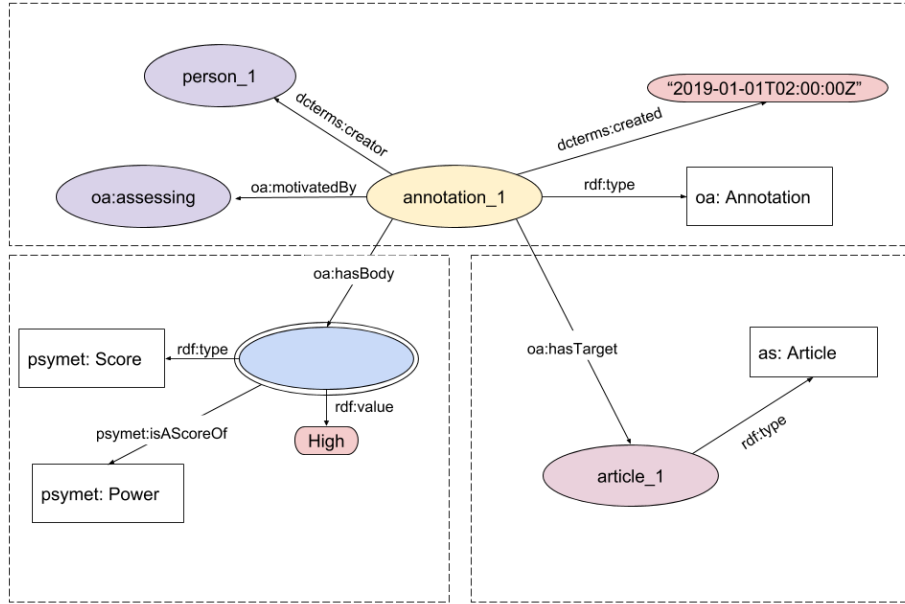 person_1
“2019-01-01T02:00:00Z”
dcterms:creator
dcterms:created
oa:assessing
oa:motivatedBy
annotation_1
rdf:type
oa: Annotation
oa:hasBody
psymet: Score
rdf:type
oa:hasTarget
as: Article
rdf:value
psymet:isAScoreOf
High
rdf:type
psymet: Power
article_1